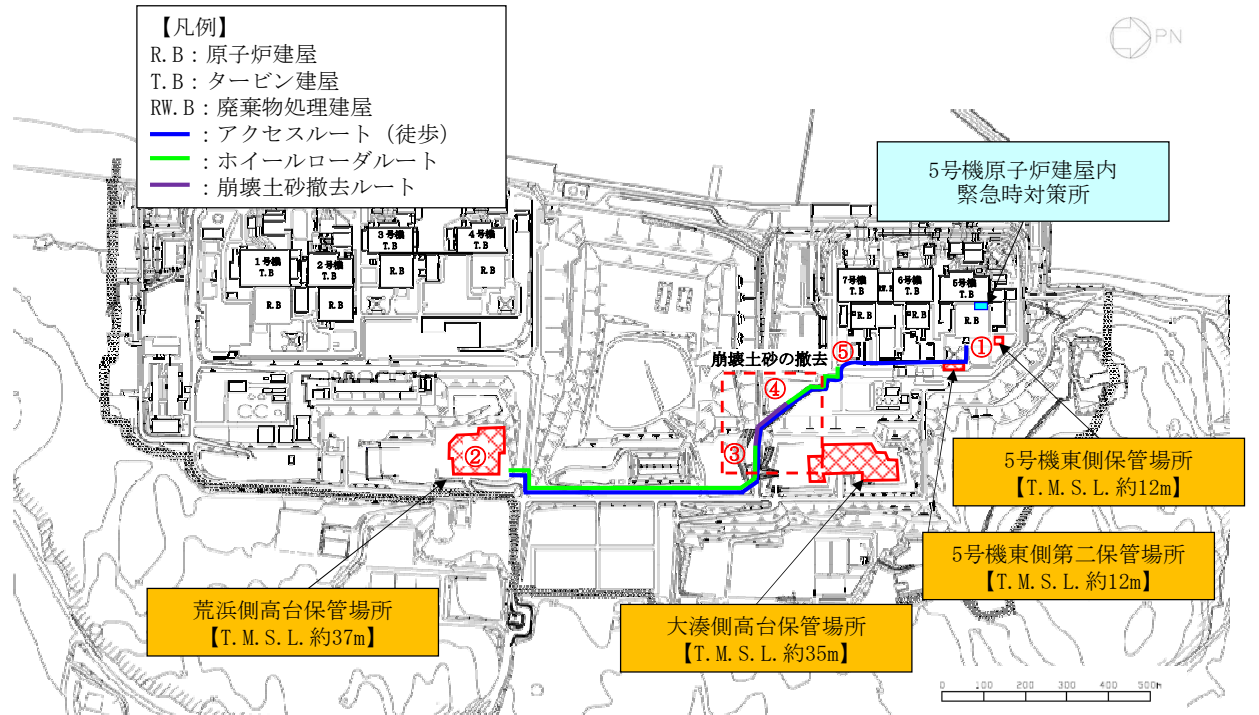 【凡例】
R.B：原子炉建屋
T.B：タービン建屋
RW.B：廃棄物処理建屋
：アクセスルート（徒歩）
：ホイールローダルート
：崩壊土砂撤去ルート
PN
5号機原子炉建屋内
緊急時対策所
1号機
T.B
2号機
T.B
3号機
T.B
4号機
T.B
R.B
R.B
R.B
R.B
7号機
T.B
RW.B
6号機
T.B
5号機
T.B
R.B
R.B
R.B
崩壊土砂の撤去
⑤
①
④
③
②
5号機東側保管場所
【T.M.S.L.約12m】
5号機東側第二保管場所
【T.M.S.L.約12m】
荒浜側高台保管場所
【T.M.S.L.約37m】
大湊側高台保管場所
【T.M.S.L.約35m】
0 100 200 300 400 500m